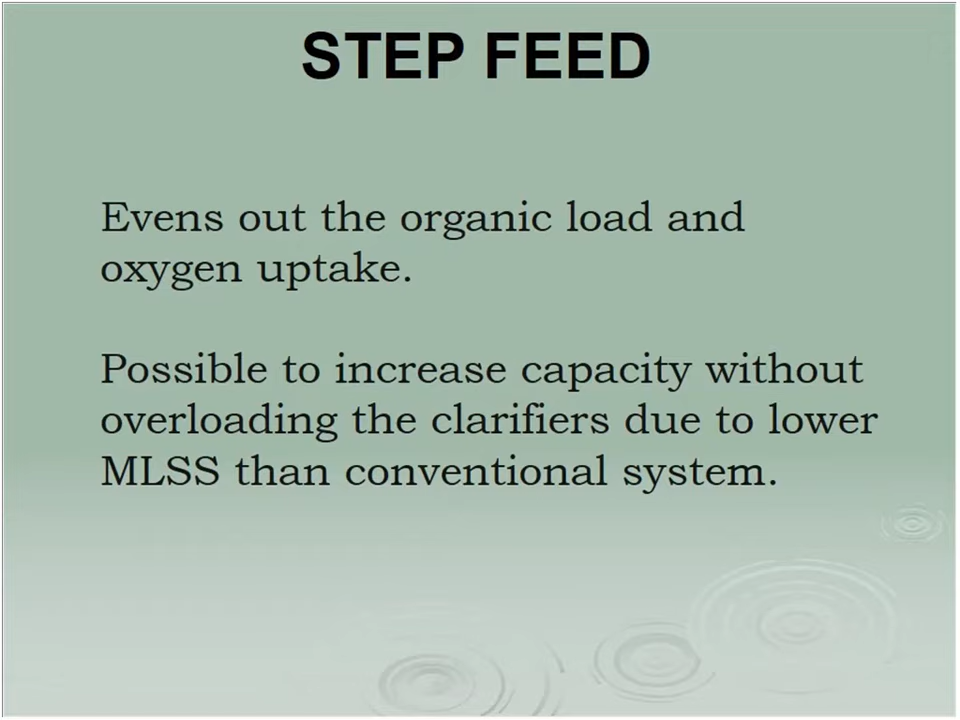 STEP FEED
Evens out the organic load and
oxygen uptake.
Possible to increase capacity without
overloading the clarifiers due to lower
MLSS than conventional system.